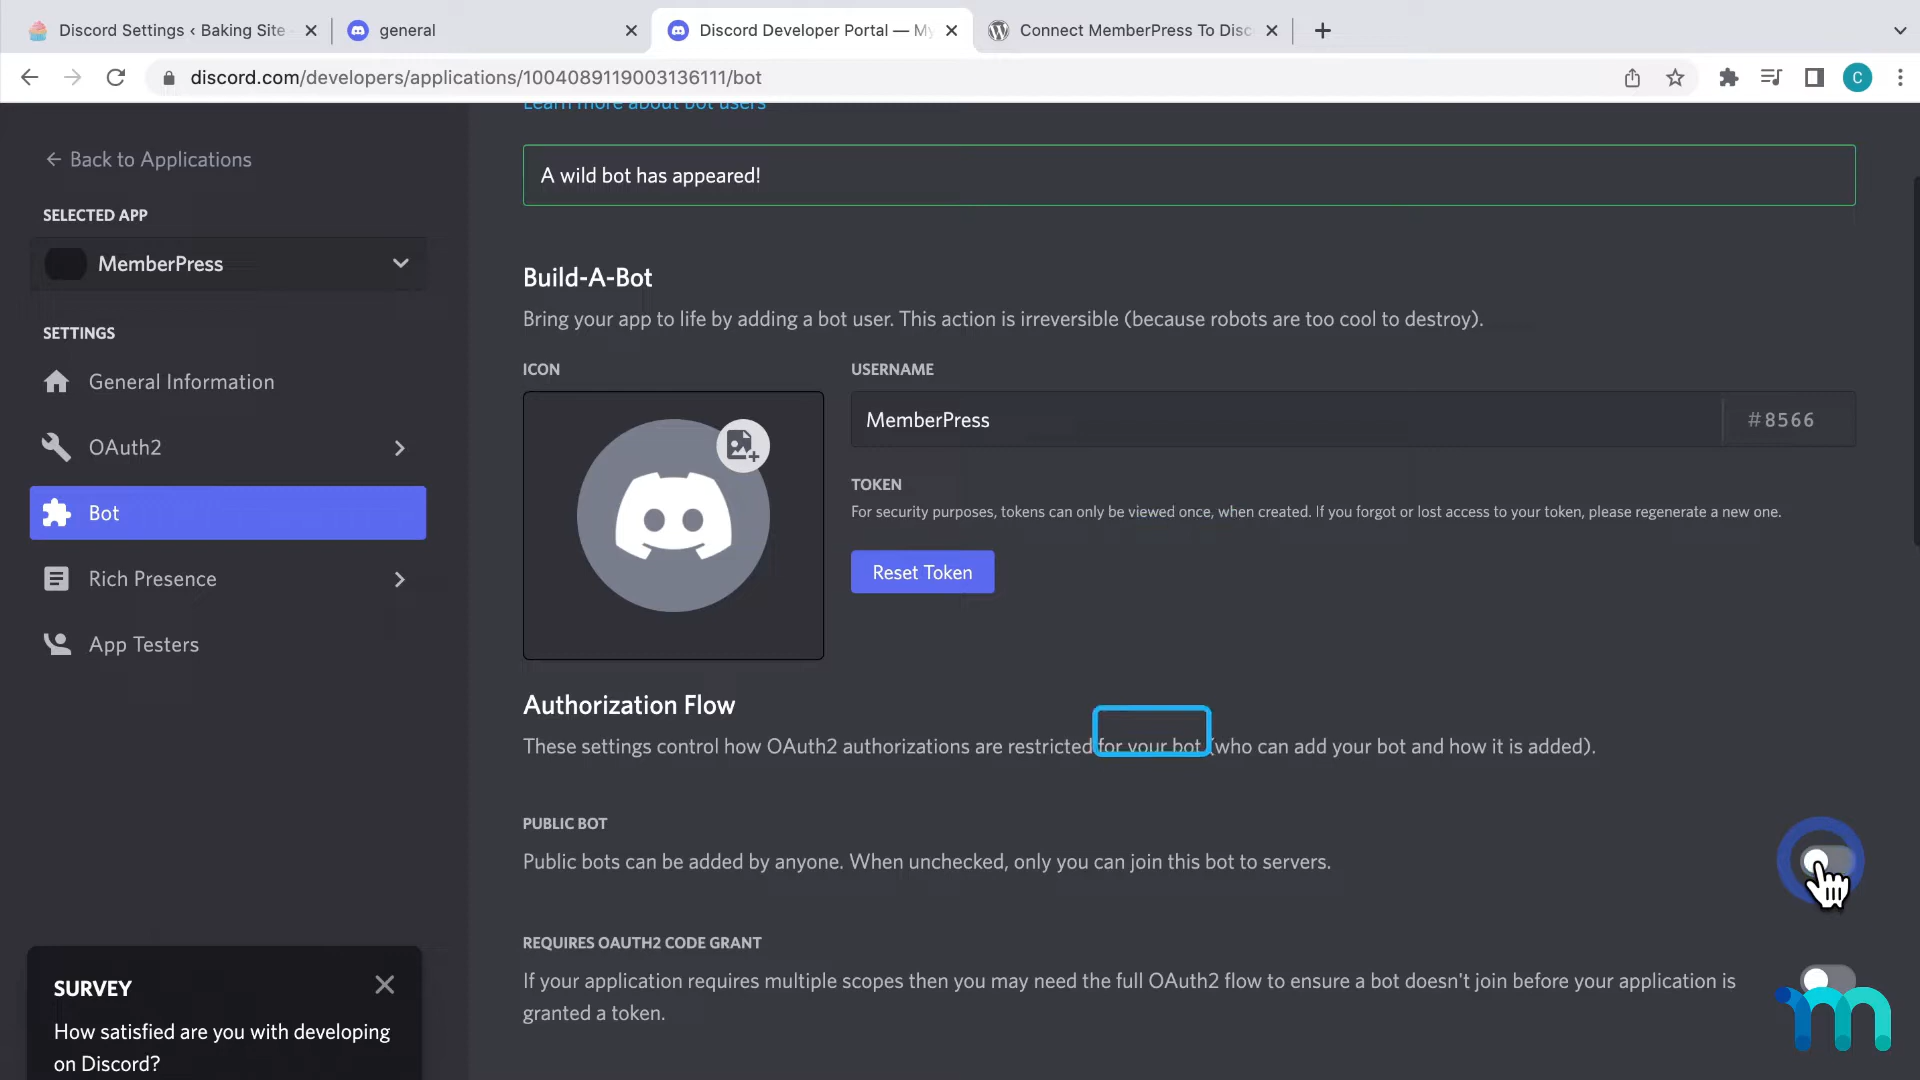 Discord Settings ‹ Baking Site
general
Discord Developer Portal — My
Connect MemberPress To Disc
discord.com/developers/applications/1004089119003136111/bot
C
Learn more about bot users
Back to Applications
SELECTED APP
MemberPress
SETTINGS
General Information
OAuth2
Bot
Rich Presence
App Testers
SURVEY
How satisfied are you with developing
on Discord?
A wild bot has appeared!
Build-A-Bot
Bring your app to life by adding a bot user. This action is irreversible (because robots are too cool to destroy).
ICON
USERNAME
MemberPress
#8566
TOKEN
For security purposes, tokens can only be viewed once, when created. If you forgot or lost access to your token, please regenerate a new one.
Reset Token
Authorization Flow
These settings control how OAuth2 authorizations are restricted for your bot (who can add your bot and how it is added).
PUBLIC BOT
Public bots can be added by anyone. When unchecked, only you can join this bot to servers.
REQUIRES OAUTH2 CODE GRANT
If your application requires multiple scopes then you may need the full OAuth2 flow to ensure a bot doesn't join before your application is
granted a token.
m